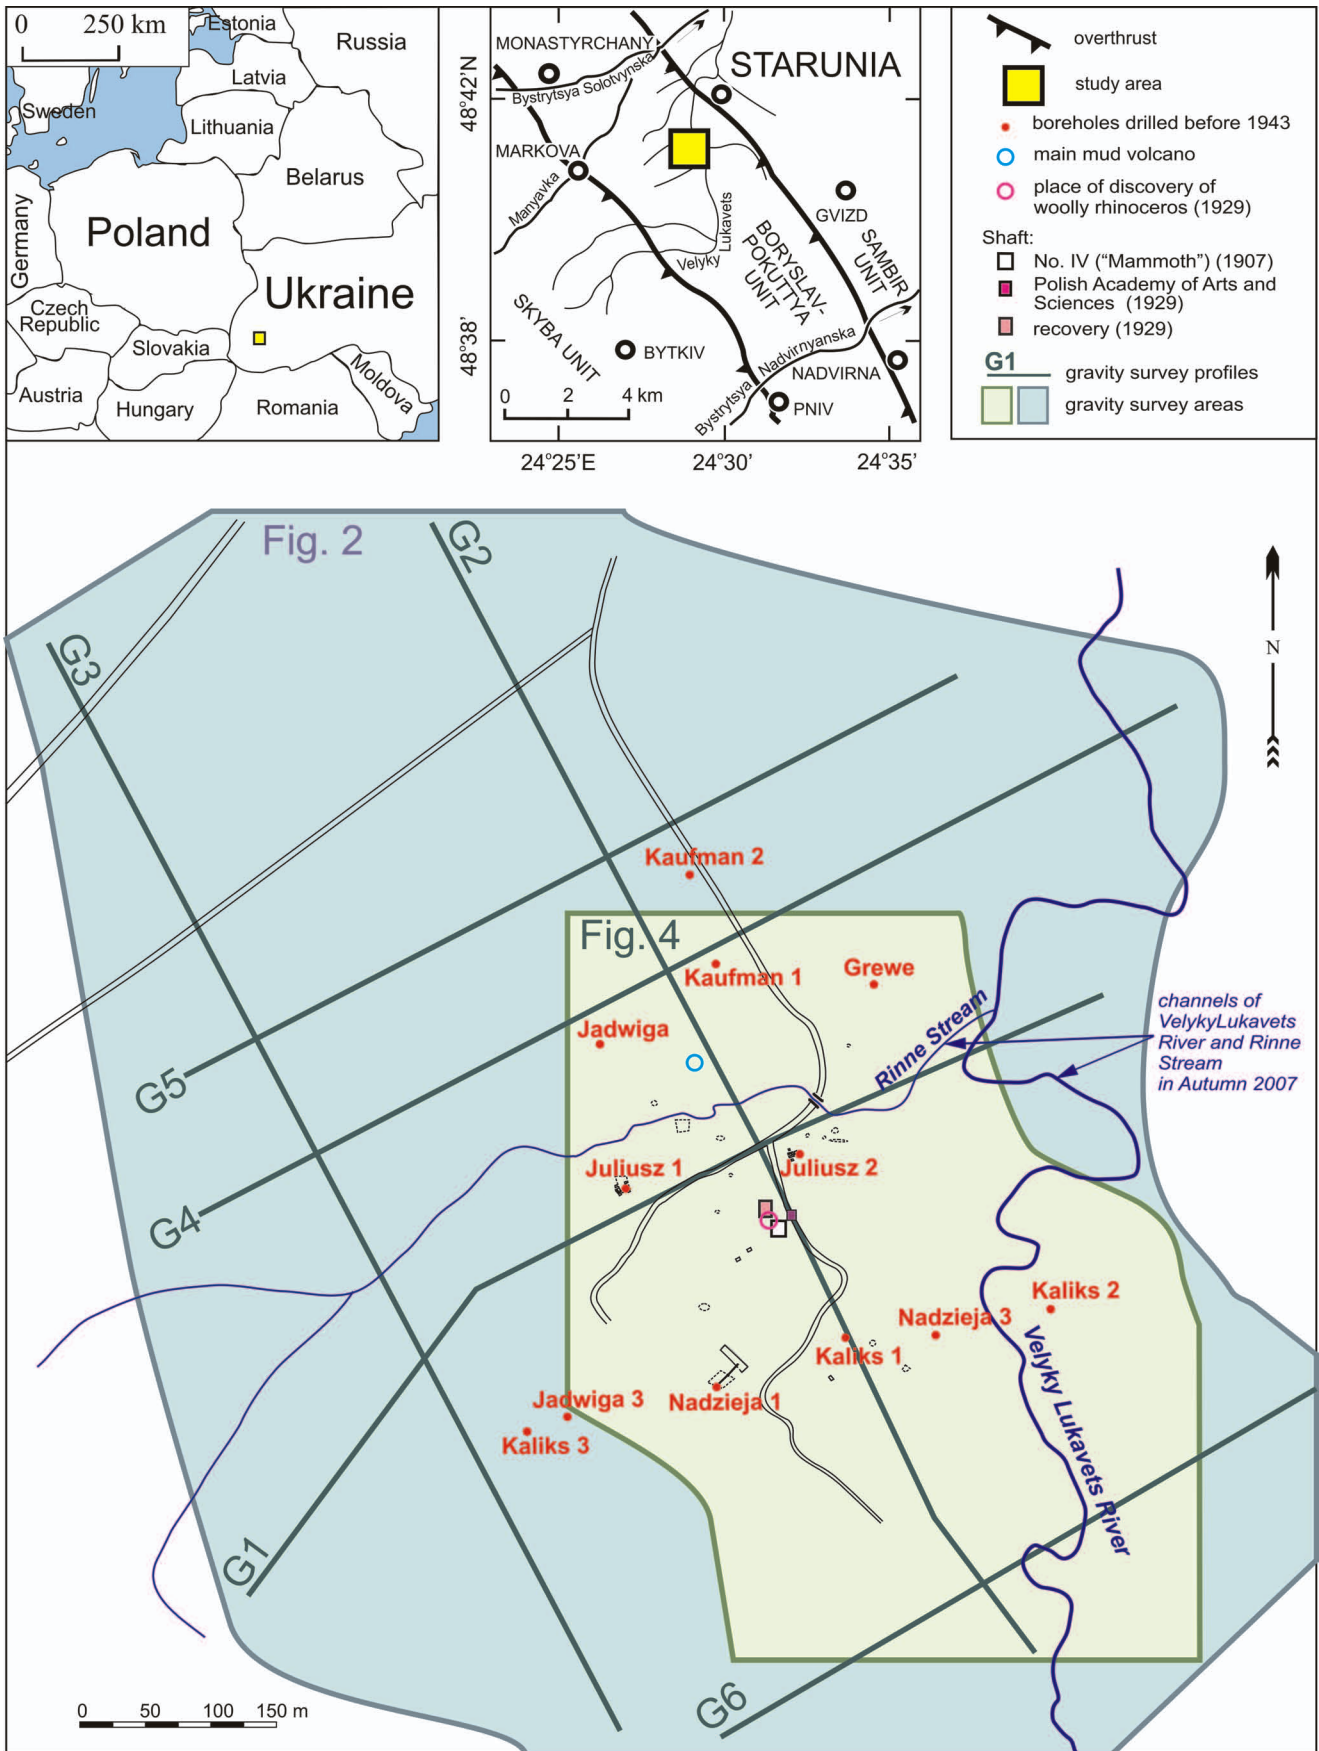 0 250 km
Estonia
Russia
Latvia
Sweden
Lithuania
Belarus
Germany
Poland
Ukraine
Czech
Republic
Slovakia
Austria
Hungary
Romania
Moldova
MONASTYRCHANY
STARUNIA
Bystrytsya Solotvynska
48°42'N
MARKOVA
Manyavka
GVIZD
Lukavets
Velyky
BORYSLAV-
POKUTTYA
UNIT
SAMBIR
UNIT
SKYBA UNIT
48°38'
BYTKIV
Nadvirnyanska
NADVIRNA
Bystrytsya
PNIV
0 2 4 km
24°25'E
24°30'
24°35'
overthrust
study area
boreholes drilled before 1943
main mud volcano
place of discovery of
woolly rhinoceros (1929)
Shaft:
No. IV (“Mammoth”) (1907)
Polish Academy of Arts and
Sciences (1929)
recovery (1929)
G1
gravity survey profiles
gravity survey areas
Fig. 2
G2
G3
N
Kaufman 2
Fig. 4
Kaufman 1
Grewe
Jadwiga
Rinne Stream
channels of
VelykyLukavets
River and Rinne
Stream
in Autumn 2007
G5
Juliusz 1
Juliusz 2
G4
Kaliks 2
Nadzieja 3
Kaliks 1
Velyky Lukavets River
Jadwiga 3
Nadzieja 1
Kaliks 3
G1
G6
0 50 100 150 m